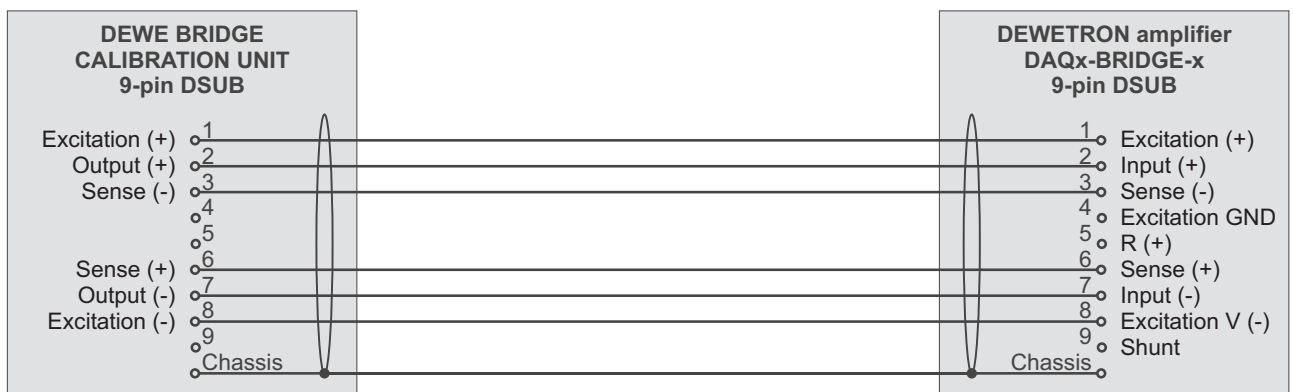 DEWE BRIDGE
CALIBRATION UNIT
9-pin DSUB
Excitation (+) 1
Output (+) 2
Sense (-) 3
4
5
Sense (+) 6
Output (-) 7
Excitation (-) 8
9
Chassis
DEWETRON amplifier
DAQx-BRIDGE-x
9-pin DSUB
1 Excitation (+)
2 Input (+)
3 Sense (-)
4 Excitation GND
5 R (+)
6 Sense (+)
7 Input (-)
8 Excitation V (-)
9 Shunt
Chassis